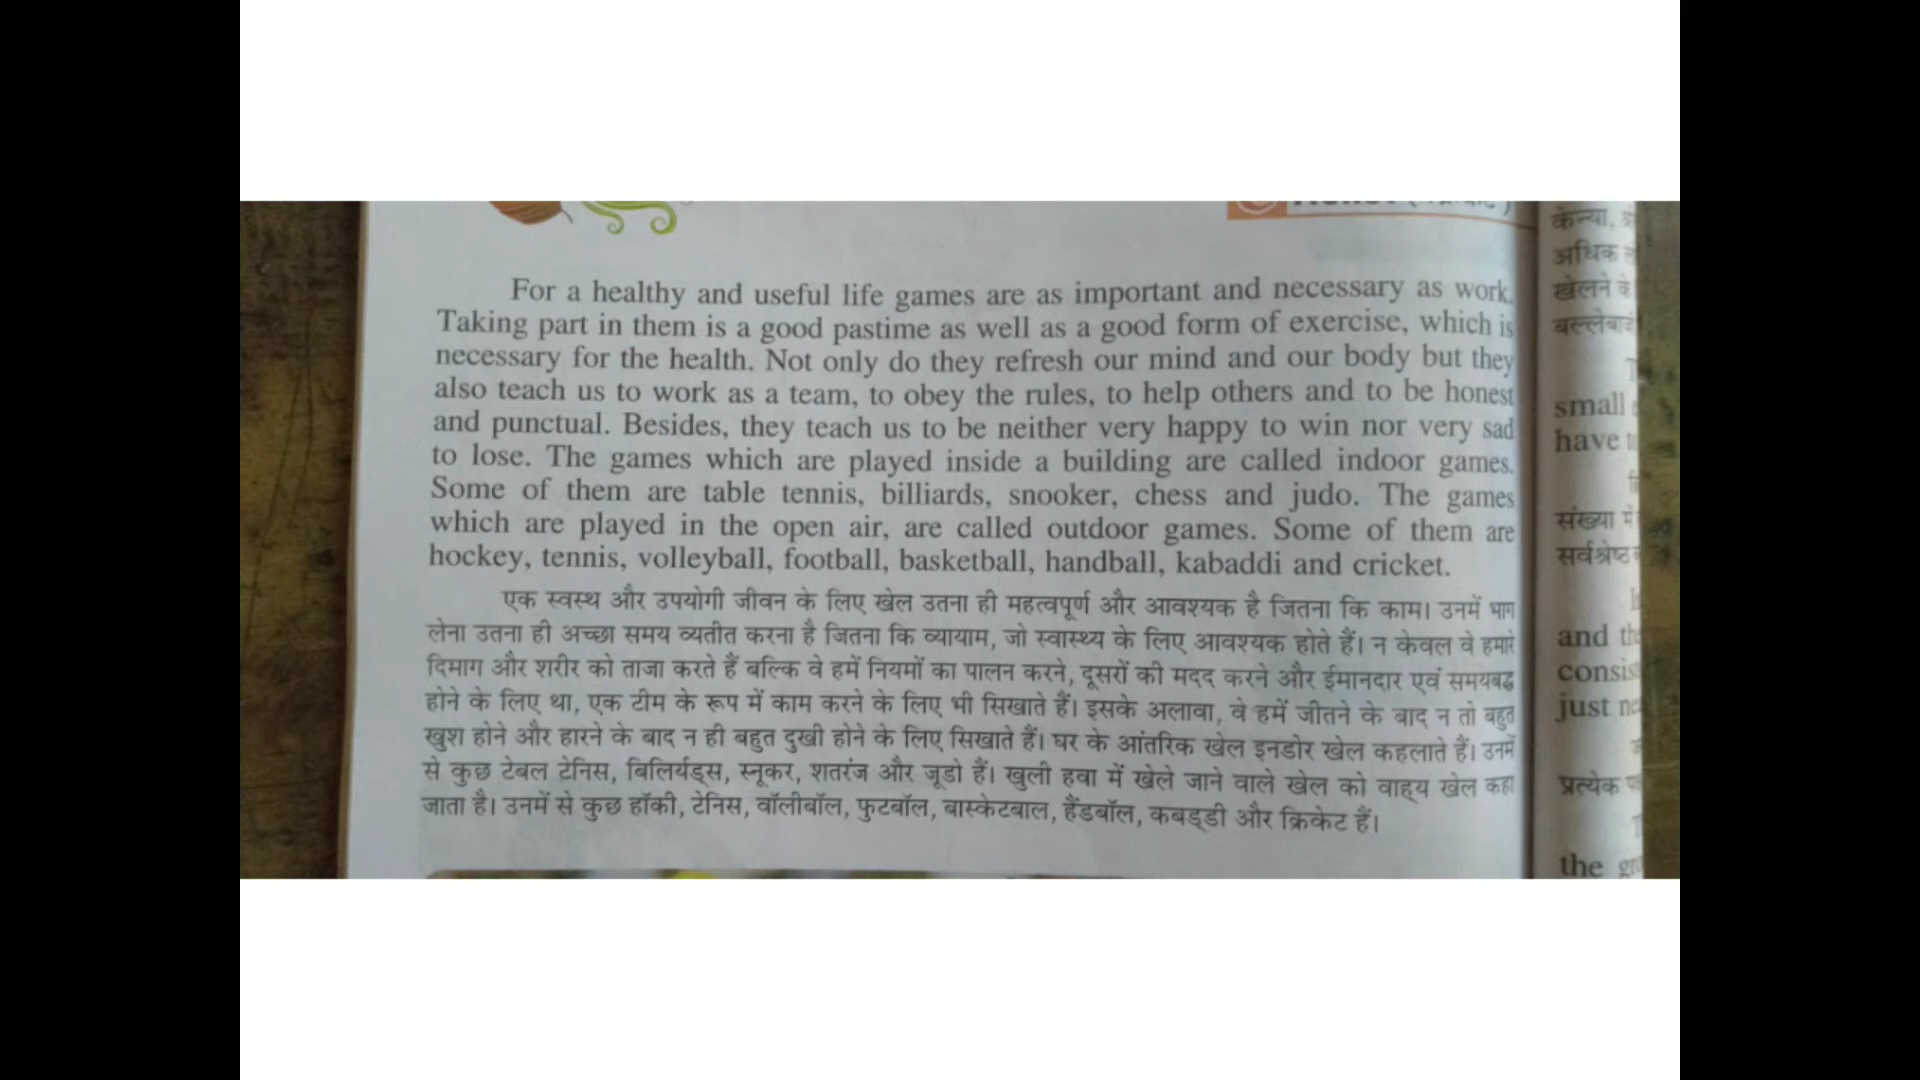 For a healthy and useful life games are as important and necessary as work.
Taking part in them is a good pastime as well as a good form of exercise, which is
necessary for the health. Not only do they refresh our mind and our body but they
also teach us to work as a team, to obey the rules, to help others and to be honest
and punctual. Besides, they teach us to be neither very happy to win nor very sad
to lose. The games which are played inside a building are called indoor games.
Some of them are table tennis, billiards, snooker, chess and judo. The games
which are played in the open air, are called outdoor games. Some of them are
hockey, tennis, volleyball, football, basketball, handball, kabaddi and cricket.
एक स्वस्थ और उपयोगी जीवन के लिए खेल उतना ही महत्वपूर्ण और आवश्यक है जितना कि काम। उनमें भाग
लेना उतना ही अच्छा समय व्यतीत करना है जितना कि व्यायाम, जो स्वास्थ्य के लिए आवश्यक होते हैं। न केवल वे हमारे
दिमाग और शरीर को ताजा करते हैं बल्कि वे हमें नियमों का पालन करने, दूसरों की मदद करने और ईमानदार एवं समयबद्ध
होने के लिए था, एक टीम के रूप में काम करने के लिए भी सिखाते हैं। इसके अलावा, वे हमें जीतने के बाद न तो बहुत
खुश होने और हारने के बाद न ही बहुत दुखी होने के लिए सिखाते हैं। घर के आंतरिक खेल इनडोर खेल कहलाते हैं। उनमें
से कुछ टेबल टेनिस, बिलियर्ड्स, स्नूकर, शतरंज और जूडो हैं। खुली हवा में खेले जाने वाले खेल को वाह्य खेल कहा
जाता है। उनमें से कुछ हॉकी, टेनिस, वॉलीबॉल, फुटबॉल, बास्केटबाल, हैंडबॉल, कबड्डी और क्रिकेट हैं।
केन्या,
अधिक
खेलने के
small
have
संख्या में
सर्वश्रेष्ठ
and
just
प्रत्येक
the